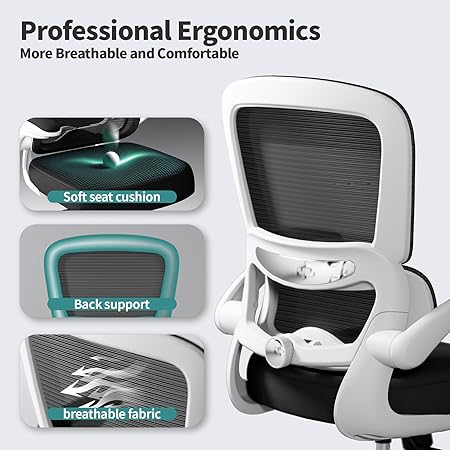 Professional Ergonomics
More Breathable and Comfortable
Soft seat cushion
Back support
breathable fabric